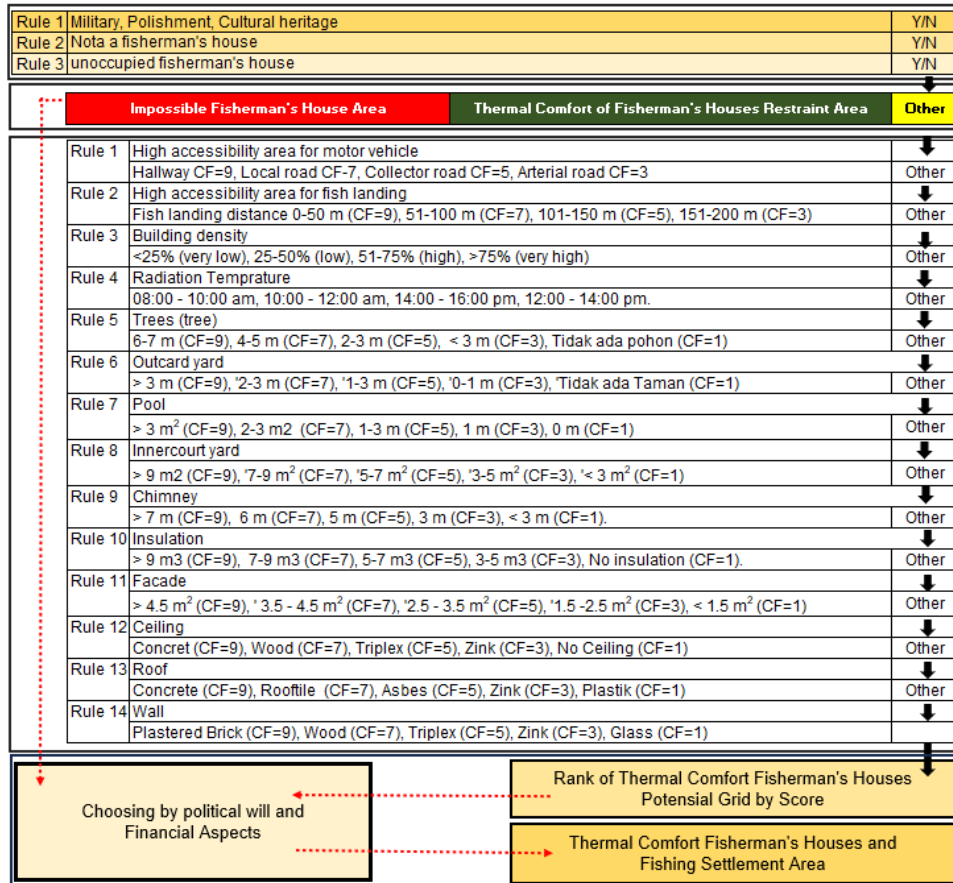 Rule 1 Military, Polishment, Cultural heritage Y/N
Rule 2 Nota a fisherman's house Y/N
Rule 3 unoccupied fisherman's house Y/N
Impossible Fisherman's House Area Thermal Comfort of Fisherman's Houses Restraint Area Other
Rule 1 High accessibility area for motor vehicle
Hallway CF=9, Local road CF-7, Collector road CF=5, Arterial road CF=3 Other
Rule 2 High accessibility area for fish landing
Fish landing distance 0-50 m (CF=9), 51-100 m (CF=7), 101-150 m (CF=5), 151-200 m (CF=3) Other
Rule 3 Building density
<25% (very low), 25-50% (low), 51-75% (high), >75% (very high) Other
Rule 4 Radiation Temprature
08:00 - 10:00 am, 10:00 - 12:00 am, 14:00 - 16:00 pm, 12:00 - 14:00 pm. Other
Rule 5 Trees (tree)
6-7 m (CF=9), 4-5 m (CF=7), 2-3 m (CF=5), < 3 m (CF=3), Tidak ada pohon (CF=1) Other
Rule 6 Outcard yard
> 3 m (CF=9), '2-3 m (CF=7), '1-3 m (CF=5), '0-1 m (CF=3), 'Tidak ada Taman (CF=1) Other
Rule 7 Pool
> 3 m² (CF=9), 2-3 m2 (CF=7), 1-3 m (CF=5), 1 m (CF=3), 0 m (CF=1) Other
Rule 8 Innercourt yard
> 9 m2 (CF=9), '7-9 m² (CF=7), '5-7 m² (CF=5), '3-5 m² (CF=3), '< 3 m² (CF=1) Other
Rule 9 Chimney
> 7 m (CF=9), 6 m (CF=7), 5 m (CF=5), 3 m (CF=3), < 3 m (CF=1). Other
Rule 10 Insulation
> 9 m3 (CF=9), 7-9 m3 (CF=7), 5-7 m3 (CF=5), 3-5 m3 (CF=3), No insulation (CF=1). Other
Rule 11 Facade
> 4.5 m² (CF=9), ' 3.5 - 4.5 m² (CF=7), '2.5 - 3.5 m² (CF=5), '1.5 -2.5 m² (CF=3), < 1.5 m² (CF=1) Other
Rule 12 Ceiling
Concret (CF=9), Wood (CF=7), Triplex (CF=5), Zink (CF=3), No Ceiling (CF=1) Other
Rule 13 Roof
Concrete (CF=9), Rooftile (CF=7), Asbes (CF=5), Zink (CF=3), Plastik (CF=1) Other
Rule 14 Wall
Plastered Brick (CF=9), Wood (CF=7), Triplex (CF=5), Zink (CF=3), Glass (CF=1)
Choosing by political will and
Financial Aspects
Rank of Thermal Comfort Fisherman's Houses
Potensial Grid by Score
Thermal Comfort Fisherman's Houses and
Fishing Settlement Area